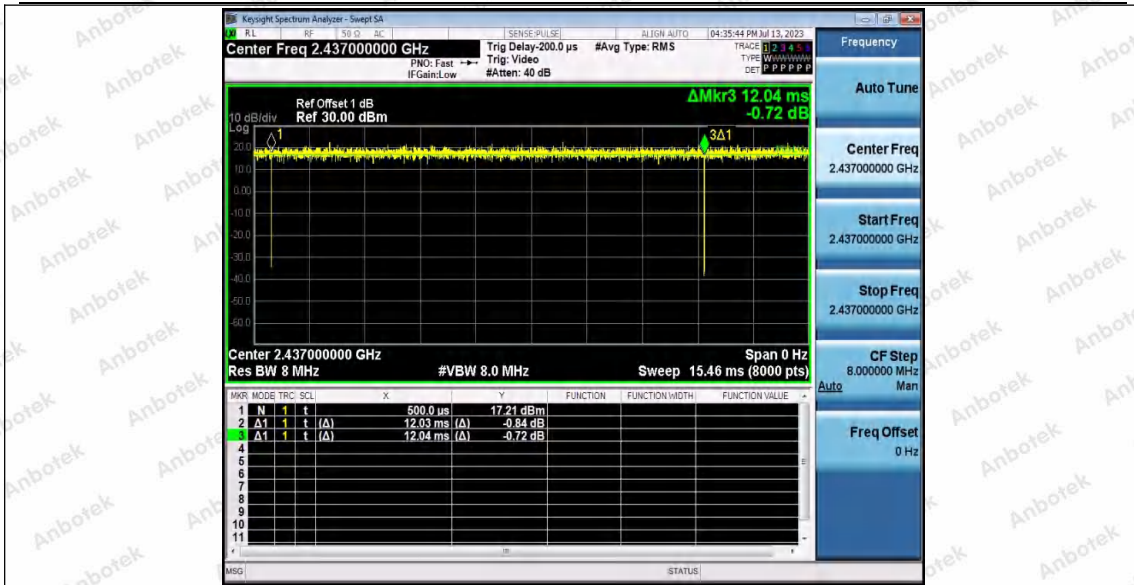 Keysight Spectrum Analyzer - Swept SA
RL RF 50 Ω AC SENSE:PULSE ALIGN AUTO 04:35:44 PM Jul 13, 2023
Center Freq 2.437000000 GHz
PNO: Fast
IFGain:Low
Trig Delay-200.0 µs
Trig: Video
#Atten: 40 dB
#Avg Type: RMS
TRACE 1 2 3 4 5 6
TYPE WWWWWW
DET P P P P P P
ΔMkr3 12.04 ms
-0.72 dB
Ref Offset 1 dB
10 dB/div Ref 30.00 dBm
Log
1
3Δ1
20.0
10.0
0.00
-10.0
-20.0
-30.0
-40.0
-50.0
-60.0
Center 2.437000000 GHz Span 0 Hz
Res BW 8 MHz #VBW 8.0 MHz Sweep 15.46 ms (8000 pts)
MKR MODE TRC SCL X Y FUNCTION FUNCTION WIDTH FUNCTION VALUE
1 N 1 t 500.0 µs 17.21 dBm
2 Δ1 1 t (Δ) 12.03 ms (Δ) -0.84 dB
3 Δ1 1 t (Δ) 12.04 ms (Δ) -0.72 dB
4
5
6
7
8
9
10
11
MSG STATUS
Frequency
Auto Tune
Center Freq
2.437000000 GHz
Start Freq
2.437000000 GHz
Stop Freq
2.437000000 GHz
CF Step
8.000000 MHz
Auto Man
Freq Offset
0 Hz
Anbotek